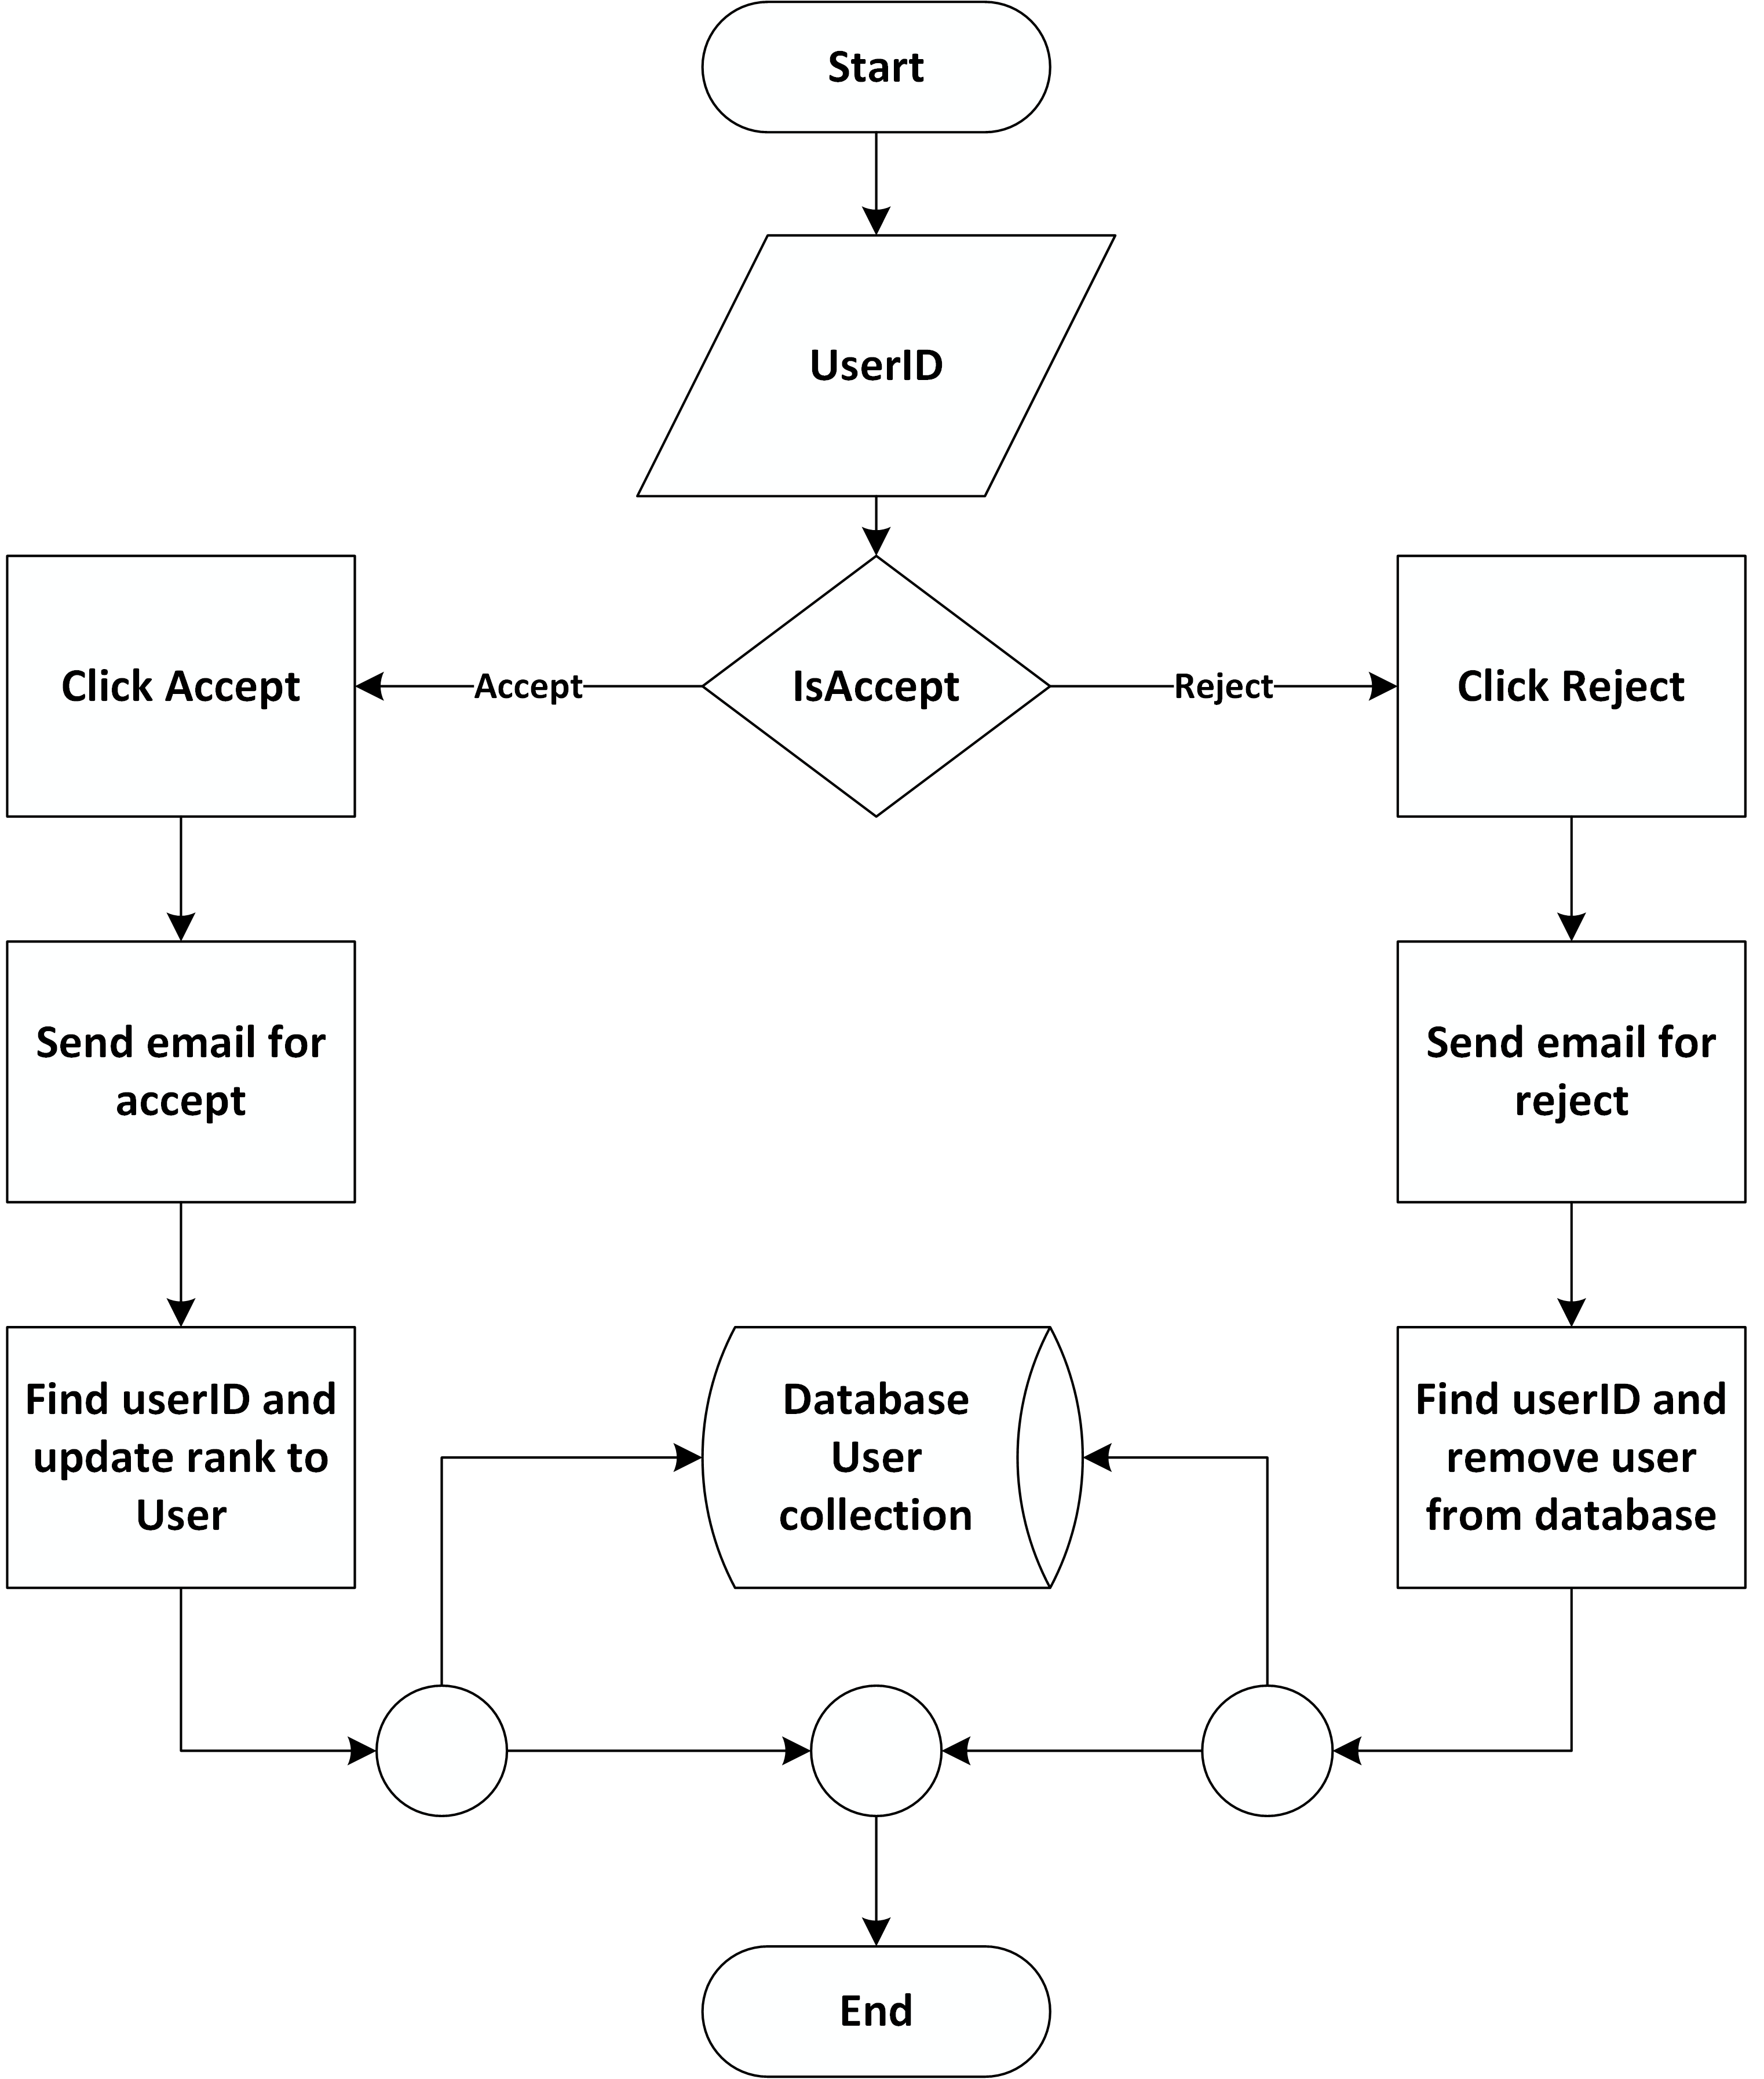 Start
UserID
Click Accept
Accept
IsAccept
Reject
Click Reject
Send email for
accept
Send email for
reject
Find userID and
update rank to
User
Database
User
collection
Find userID and
remove user
from database
End